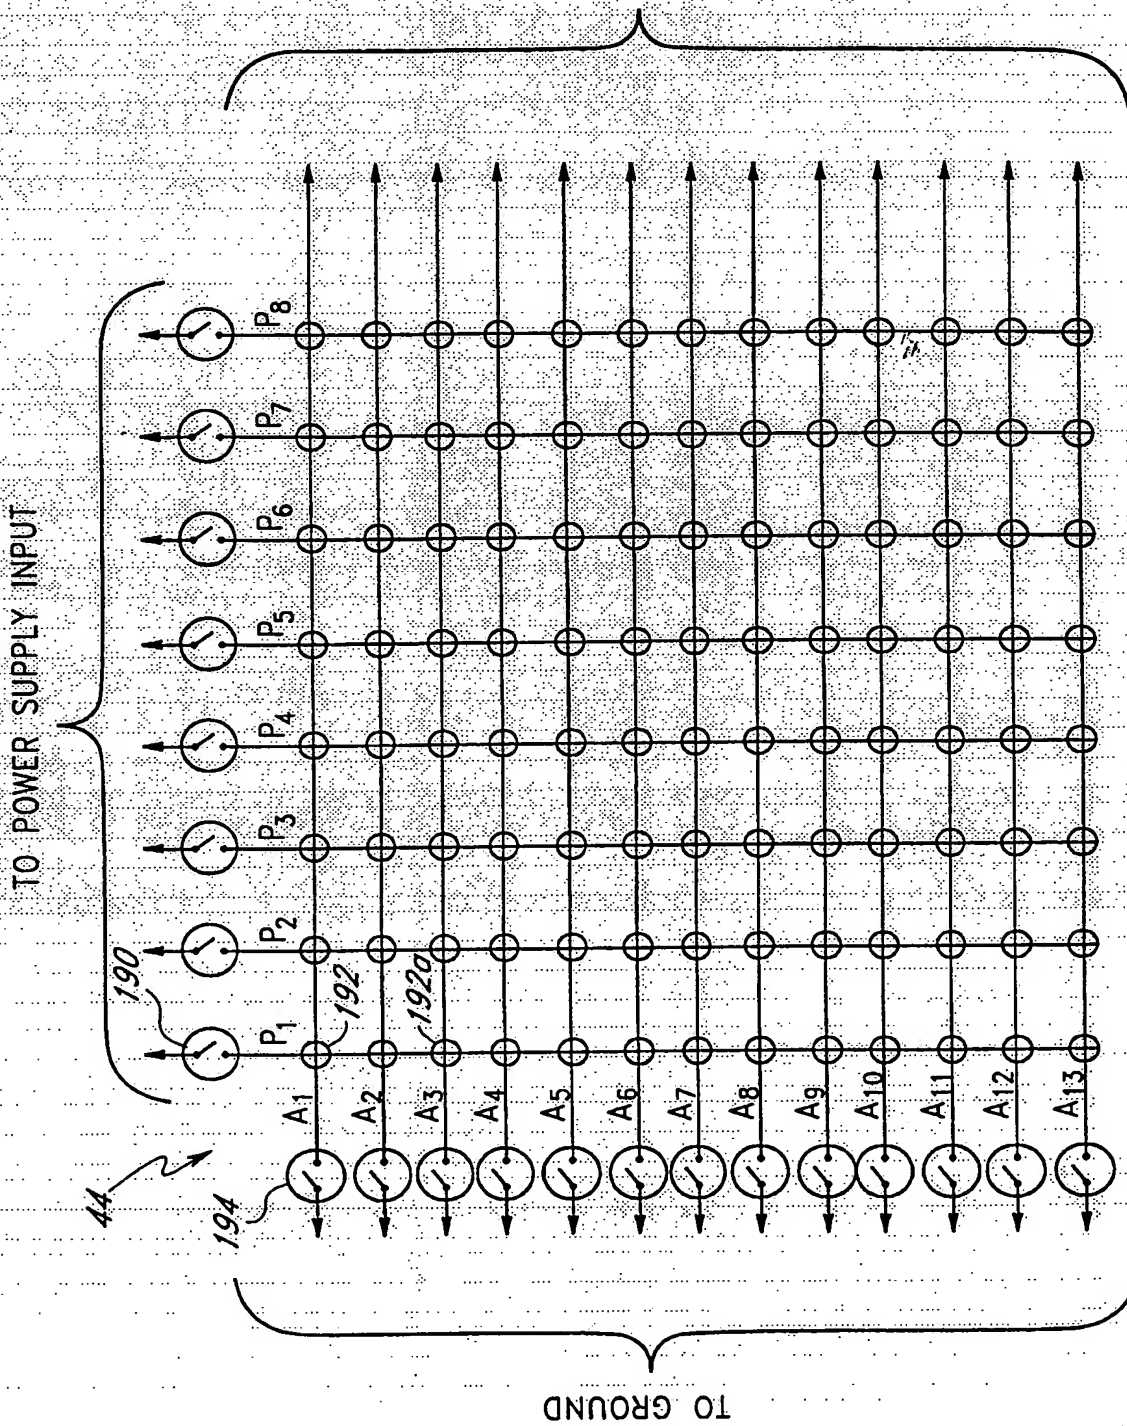 TO POWER SUPPLY INPUT
190
P1 P2 P3 P4 P5 P6 P7 P8
44
194
A1
192
A2
192a
A3
A4
A5
A6
A7
A8
A9
A10
A11
A12
A13
TO GROUND